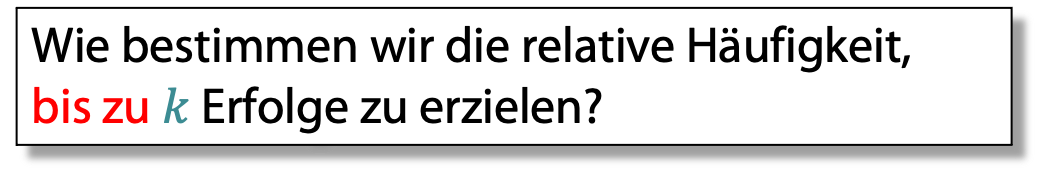 Wie bestimmen wir die relative Häufigkeit,
bis zu k Erfolge zu erzielen?